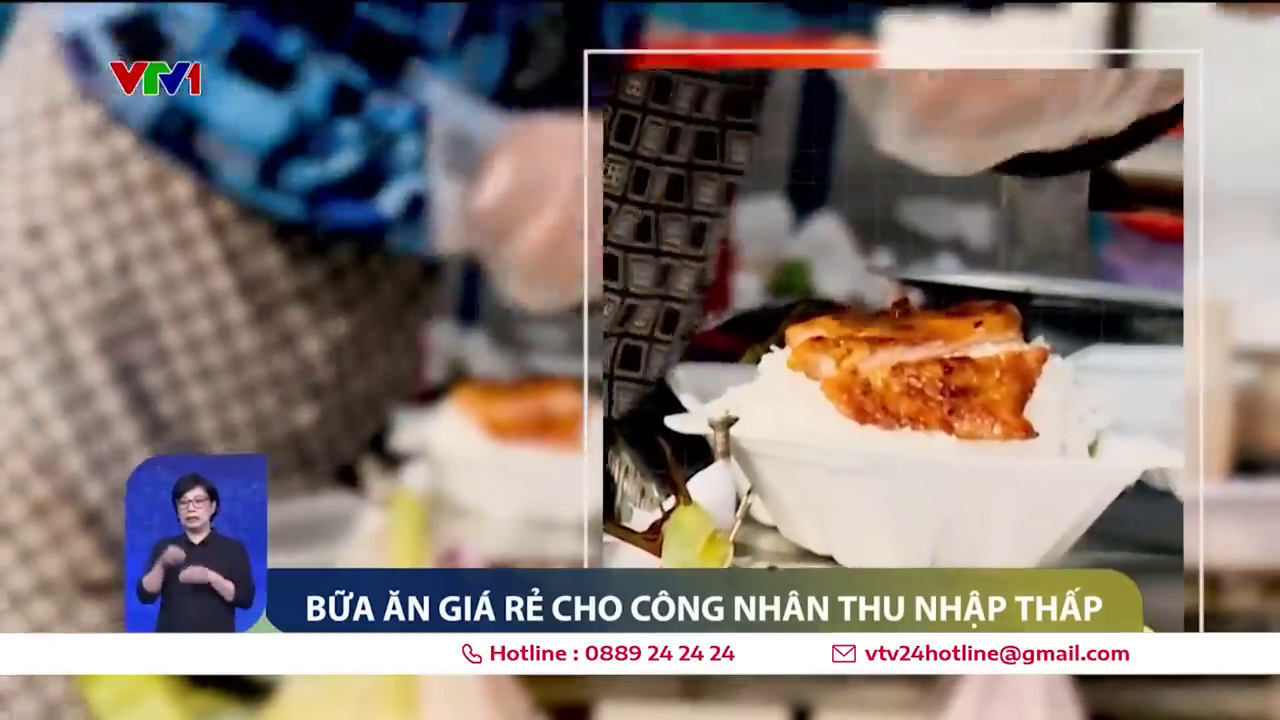 VTV1
BỮA ĂN GIÁ RẺ CHO CÔNG NHÂN THU NHẬP THẤP
Hotline : 0889 24 24 24
vtv24hotline@gmail.com